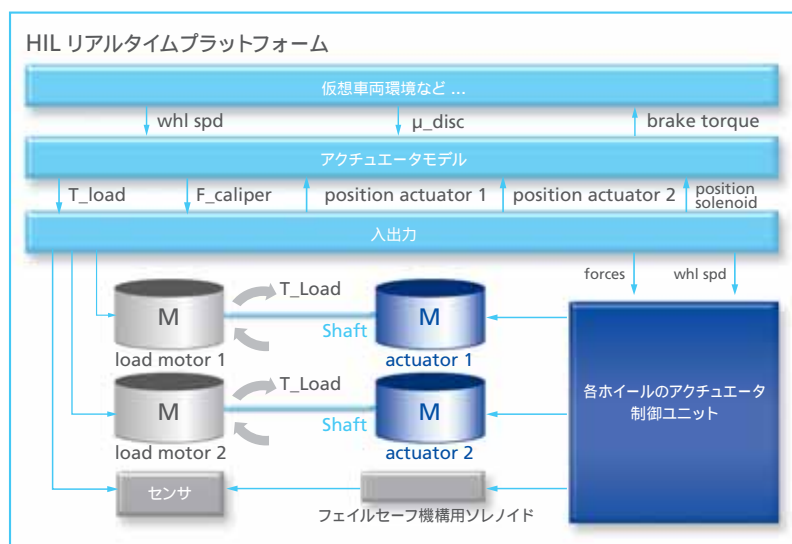 HIL リアルタイムプラットフォーム
仮想車両環境など ...
whl spd
μ_disc
brake torque
アクチュエータモデル
T_load
F_caliper
position actuator 1
position actuator 2
position
solenoid
入出力
forces
whl spd
T_Load
M
M
Shaft
load motor 1
actuator 1
T_Load
M
M
Shaft
load motor 2
actuator 2
各ホイールのアクチュエータ
制御ユニット
センサ
フェイルセーフ機構用ソレノイド